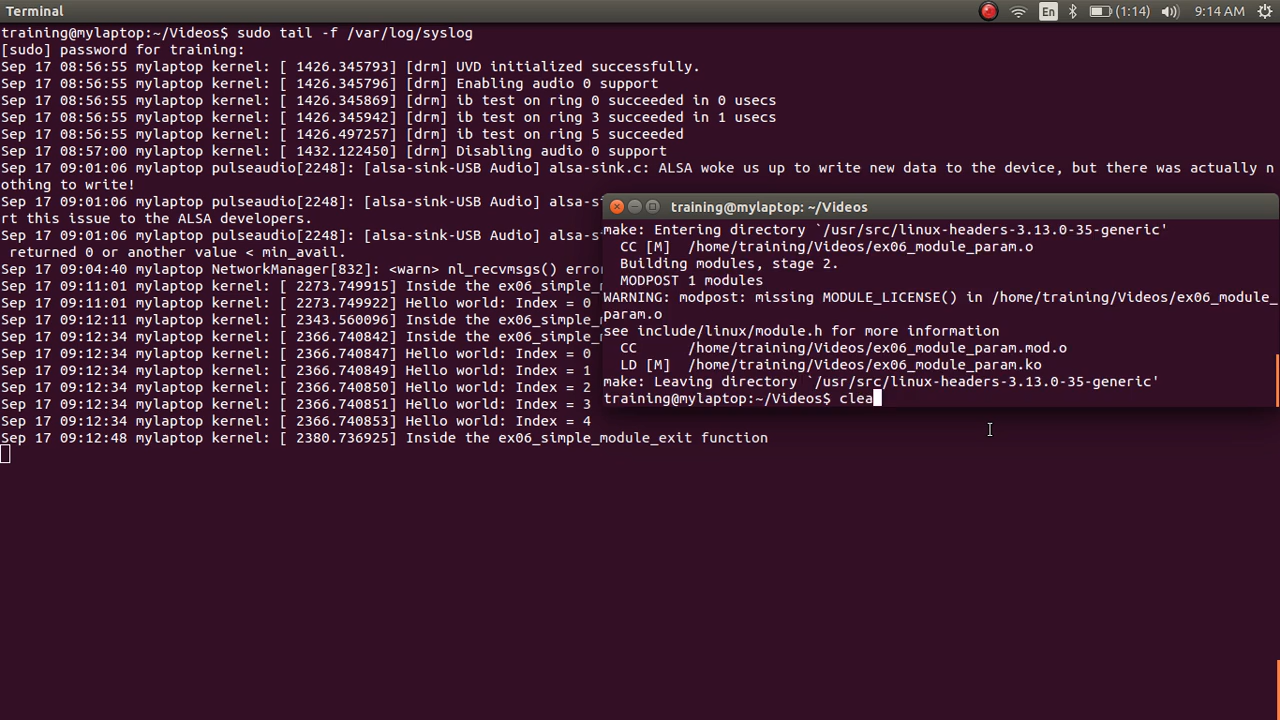 Terminal
En
(1:14)
9:14 AM
training@mylaptop:~/Videos$ sudo tail -f /var/log/syslog
[sudo] password for training:
Sep 17 08:56:55 mylaptop kernel: [ 1426.345793] [drm] UVD initialized successfully.
Sep 17 08:56:55 mylaptop kernel: [ 1426.345796] [drm] Enabling audio 0 support
Sep 17 08:56:55 mylaptop kernel: [ 1426.345869] [drm] ib test on ring 0 succeeded in 0 usecs
Sep 17 08:56:55 mylaptop kernel: [ 1426.345942] [drm] ib test on ring 3 succeeded in 1 usecs
Sep 17 08:56:55 mylaptop kernel: [ 1426.497257] [drm] ib test on ring 5 succeeded
Sep 17 08:57:00 mylaptop kernel: [ 1432.122450] [drm] Disabling audio 0 support
Sep 17 09:01:06 mylaptop pulseaudio[2248]: [alsa-sink-USB Audio] alsa-sink.c: ALSA woke us up to write new data to the device, but there was actually n
othing to write!
Sep 17 09:01:06 mylaptop pulseaudio[2248]: [alsa-sink-USB Audio] alsa-s
rt this issue to the ALSA developers.
Sep 17 09:01:06 mylaptop pulseaudio[2248]: [alsa-sink-USB Audio] alsa-s
returned 0 or another value < min_avail.
Sep 17 09:04:40 mylaptop NetworkManager[832]: <warn> nl_recvmsgs() error
Sep 17 09:11:01 mylaptop kernel: [ 2273.749915] Inside the ex06_simple_m
Sep 17 09:11:01 mylaptop kernel: [ 2273.749922] Hello world: Index = 0
Sep 17 09:12:11 mylaptop kernel: [ 2343.560096] Inside the ex06_simple_m
Sep 17 09:12:34 mylaptop kernel: [ 2366.740842] Inside the ex06_simple_m
Sep 17 09:12:34 mylaptop kernel: [ 2366.740847] Hello world: Index = 0
Sep 17 09:12:34 mylaptop kernel: [ 2366.740849] Hello world: Index = 1
Sep 17 09:12:34 mylaptop kernel: [ 2366.740850] Hello world: Index = 2
Sep 17 09:12:34 mylaptop kernel: [ 2366.740851] Hello world: Index = 3
Sep 17 09:12:34 mylaptop kernel: [ 2366.740853] Hello world: Index = 4
Sep 17 09:12:48 mylaptop kernel: [ 2380.736925] Inside the ex06_simple_module_exit function
training@mylaptop: ~/Videos
make: Entering directory `/usr/src/linux-headers-3.13.0-35-generic'
CC [M]  /home/training/Videos/ex06_module_param.o
Building modules, stage 2.
MODPOST 1 modules
WARNING: modpost: missing MODULE_LICENSE() in /home/training/Videos/ex06_module_
param.o
see include/linux/module.h for more information
CC      /home/training/Videos/ex06_module_param.mod.o
LD [M]  /home/training/Videos/ex06_module_param.ko
make: Leaving directory `/usr/src/linux-headers-3.13.0-35-generic'
training@mylaptop:~/Videos$ clea